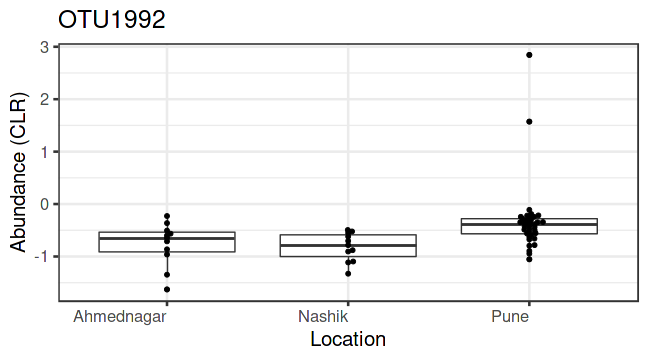 OTU1992
Abundance (CLR)
3
2
1
0
-1
Ahmednagar
Nashik
Pune
Location